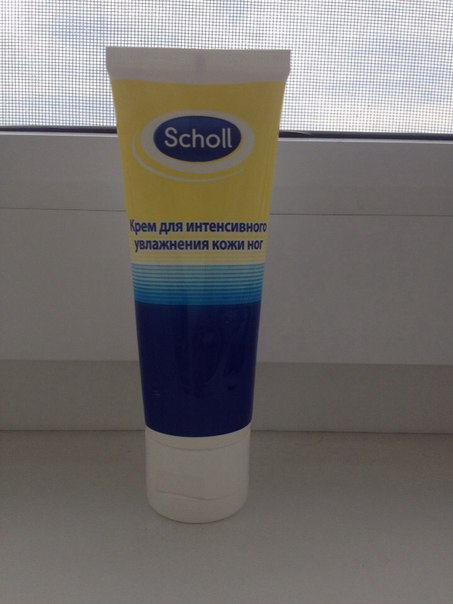 Scholl
Крем для интенсивного
увлажнения кожи ног